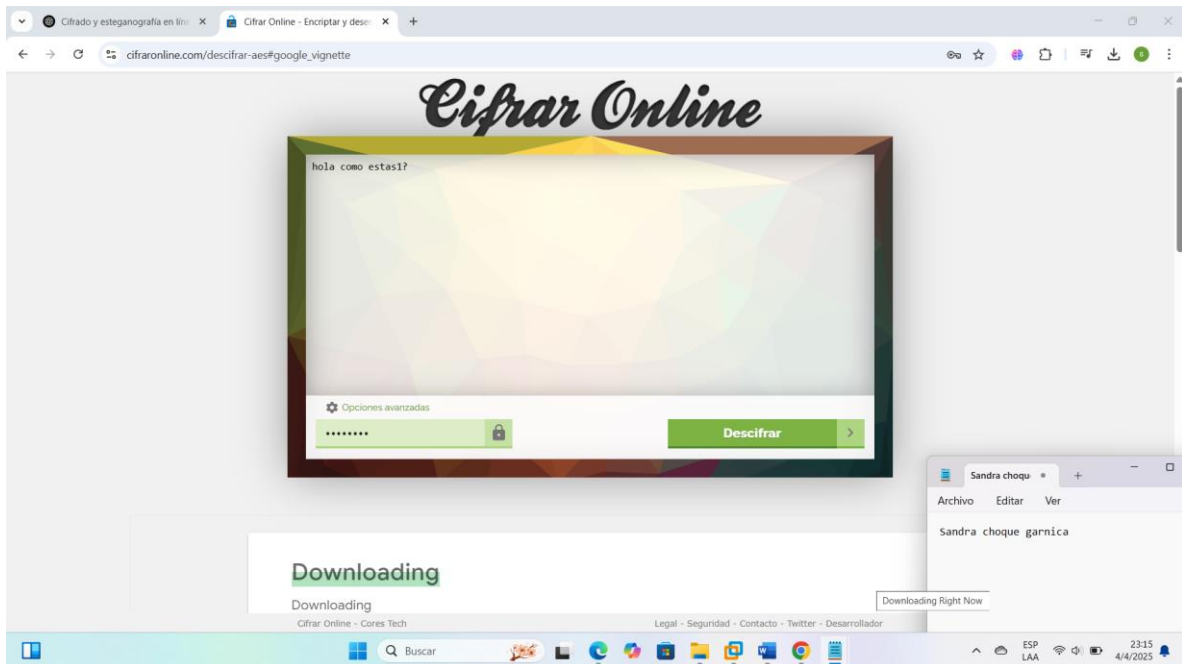 Cifrado y esteganografía en lín
Cifrar Online - Encriptar y deser
cifraronline.com/descifrar-aes#google_vignette
Cifrar Online
hola como estas1?
Opciones avanzadas
••••••••
Descifrar
Sandra choqu
Archivo Editar Ver
Sandra choque garnica
Downloading
Downloading
Downloading Right Now
Cifrar Online - Cores Tech
Legal - Seguridad - Contacto - Twitter - Desarrollador
Buscar
ESP
LAA
23:15
4/4/2025